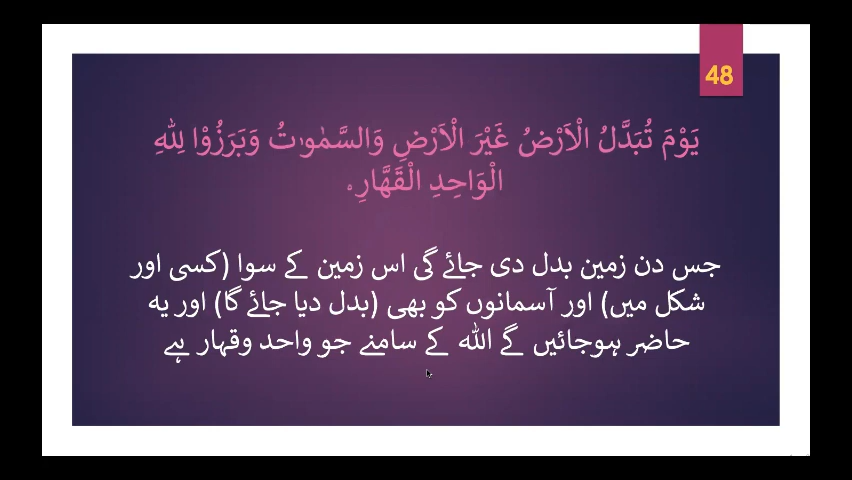 48
يَوْمَ تُبَدَّلُ الْاَرْضُ غَيْرَ الْاَرْضِ وَالسَّمٰوٰتُ وَبَرَزُوْا لِلّٰهِ
الْوَاحِدِ الْقَهَّارِ۔
جس دن زمین بدل دی جائے گی اس زمین کے سوا (کسی اور
شکل میں) اور آسمانوں کو بھی (بدل دیا جائے گا) اور یہ
حاضر ہوجائیں گے اللہ کے سامنے جو واحد وقہار ہے